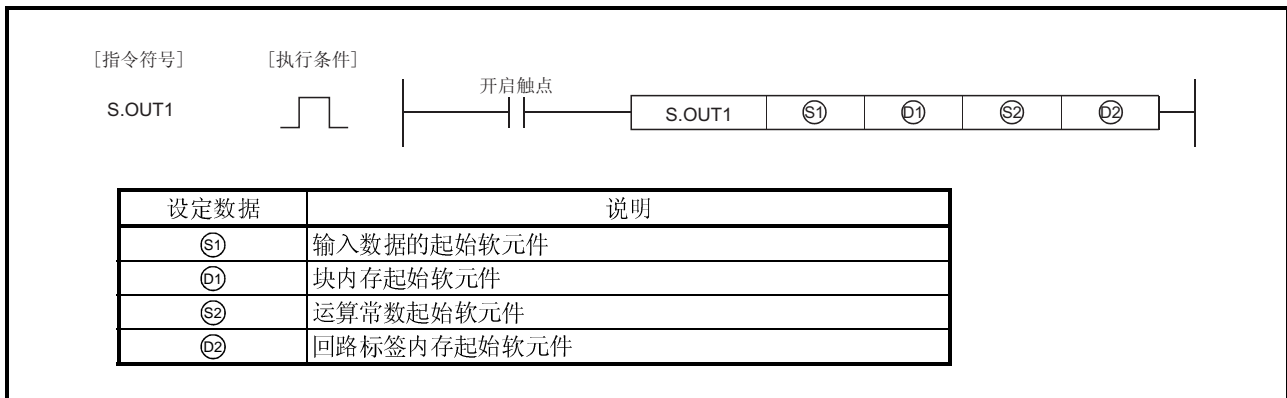 [指令符号] [执行条件]
开启触点
S.OUT1 S.OUT1 S1 D1 S2 D2
设定数据 说明
S1 输入数据的起始软元件
D1 块内存起始软元件
S2 运算常数起始软元件
D2 回路标签内存起始软元件